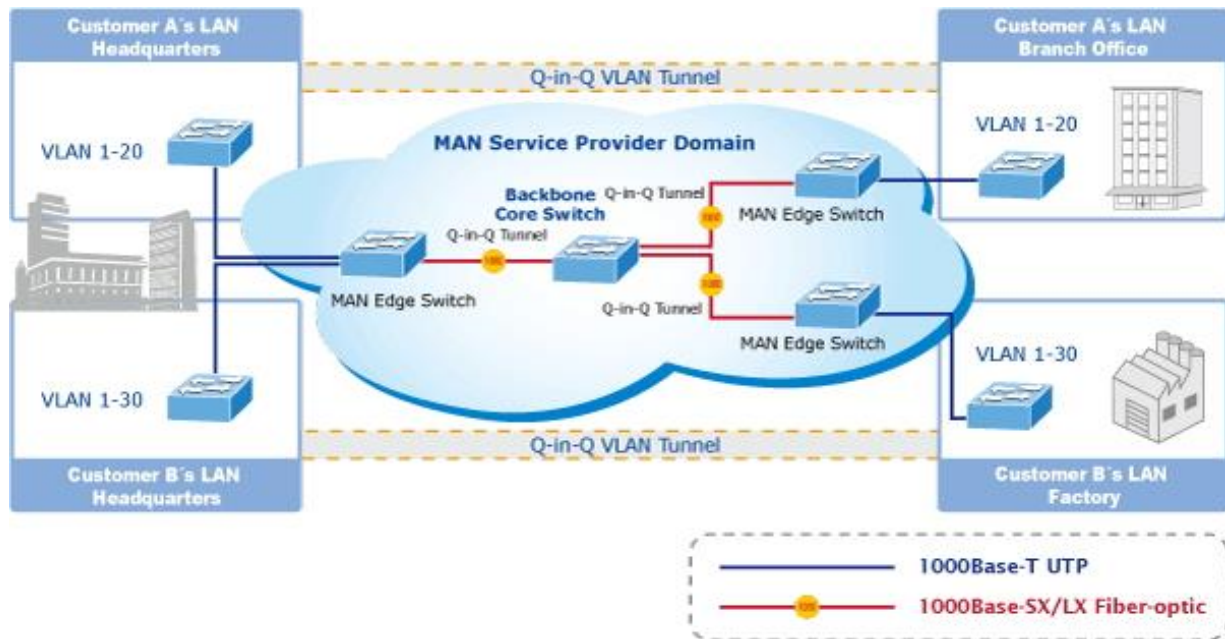 Customer A´s LAN
Headquarters
Customer A´s LAN
Branch Office
Q-in-Q VLAN Tunnel
VLAN 1-20
MAN Service Provider Domain
VLAN 1-20
Backbone
Core Switch
Q-in-Q Tunnel
MAN Edge Switch
Q-in-Q Tunnel
MAN Edge Switch
Q-in-Q Tunnel
MAN Edge Switch
VLAN 1-30
VLAN 1-30
Q-in-Q VLAN Tunnel
Customer B´s LAN
Headquarters
Customer B´s LAN
Factory
1000Base-T UTP
1000Base-SX/LX Fiber-optic